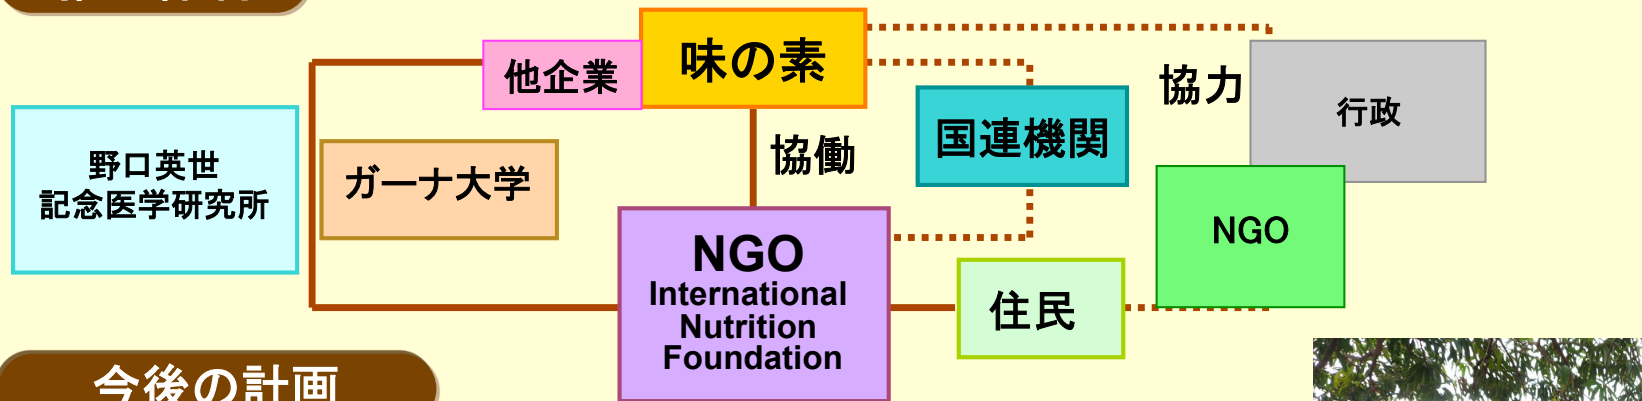 他企業
味の素
協力
行政
国連機関
協働
野口英世
記念医学研究所
ガーナ大学
NGO
NGO
International
Nutrition
Foundation
住民
今後の計画